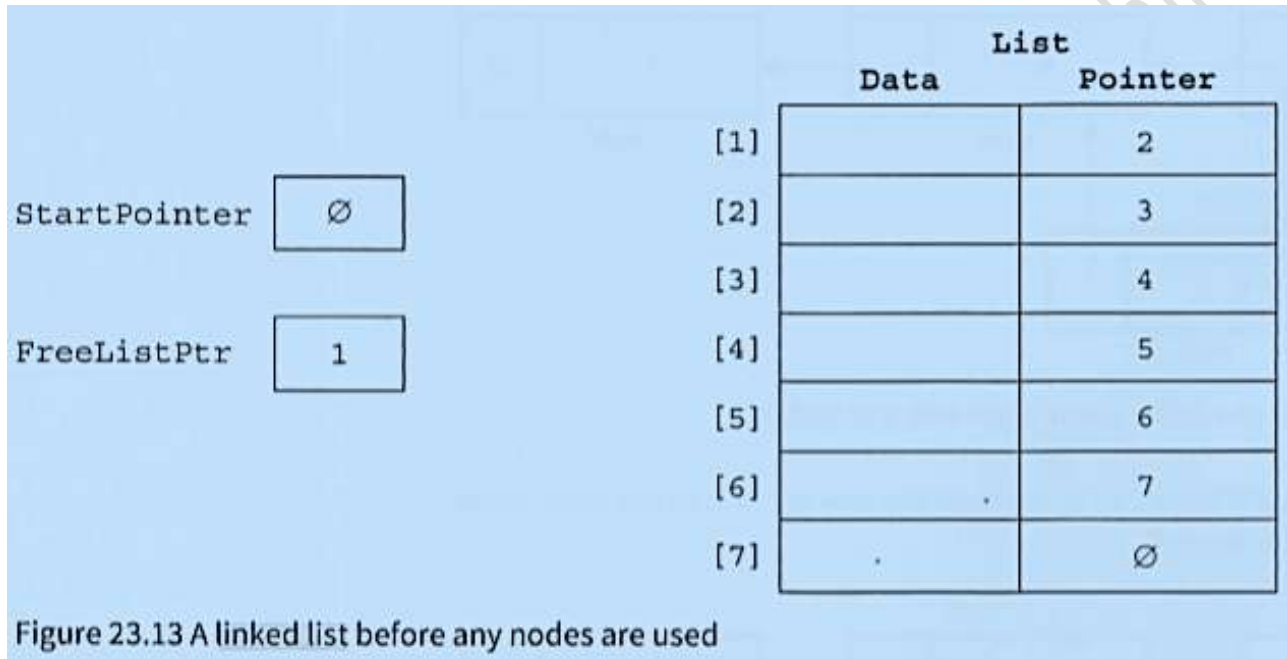 List
Data Pointer
[1] 2
StartPointer Ø [2] 3
[3] 4
FreeListPtr 1 [4] 5
[5] 6
[6] 7
[7] Ø
Figure 23.13 A linked list before any nodes are used